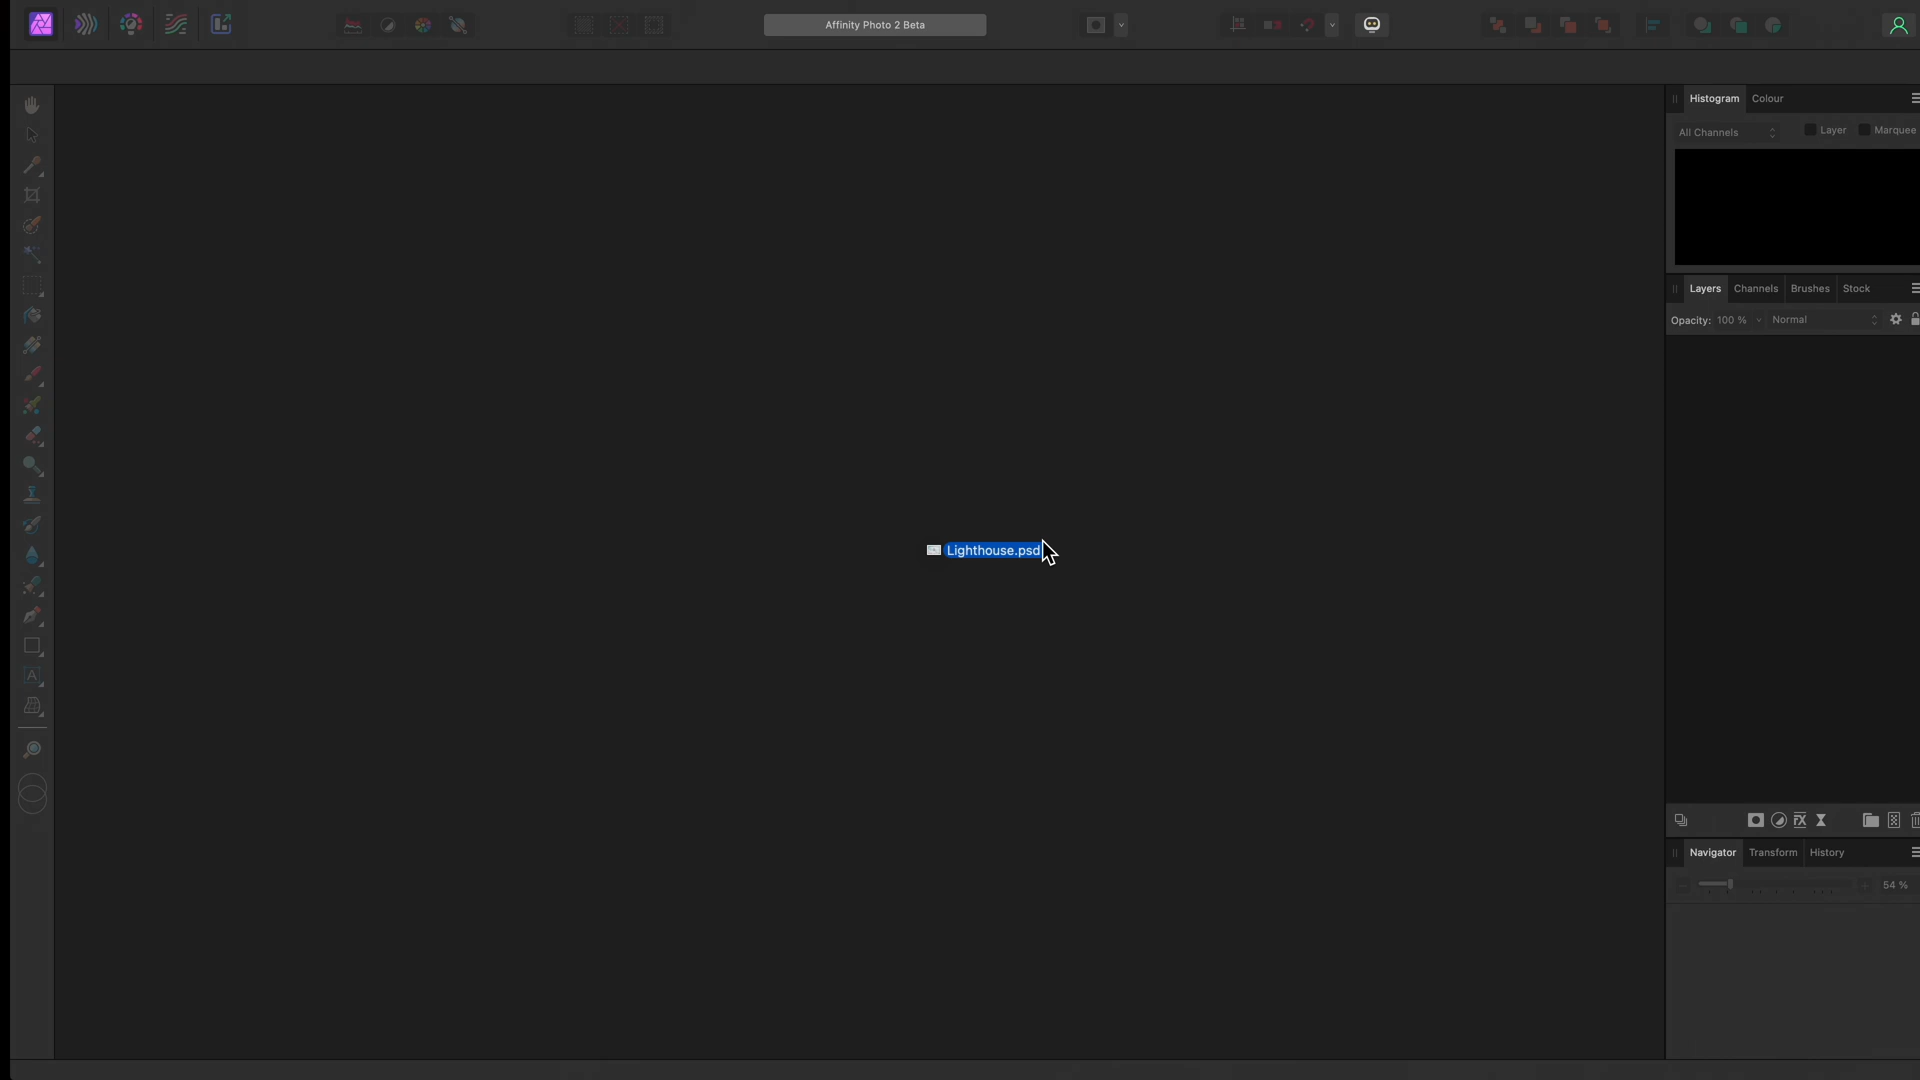 Affinity Photo 2 Beta
Histogram Colour
All Channels Layer Marquee
Layers Channels Brushes Stock
Opacity: 100 % Normal
Lighthouse.psd
Navigator Transform History
54 %